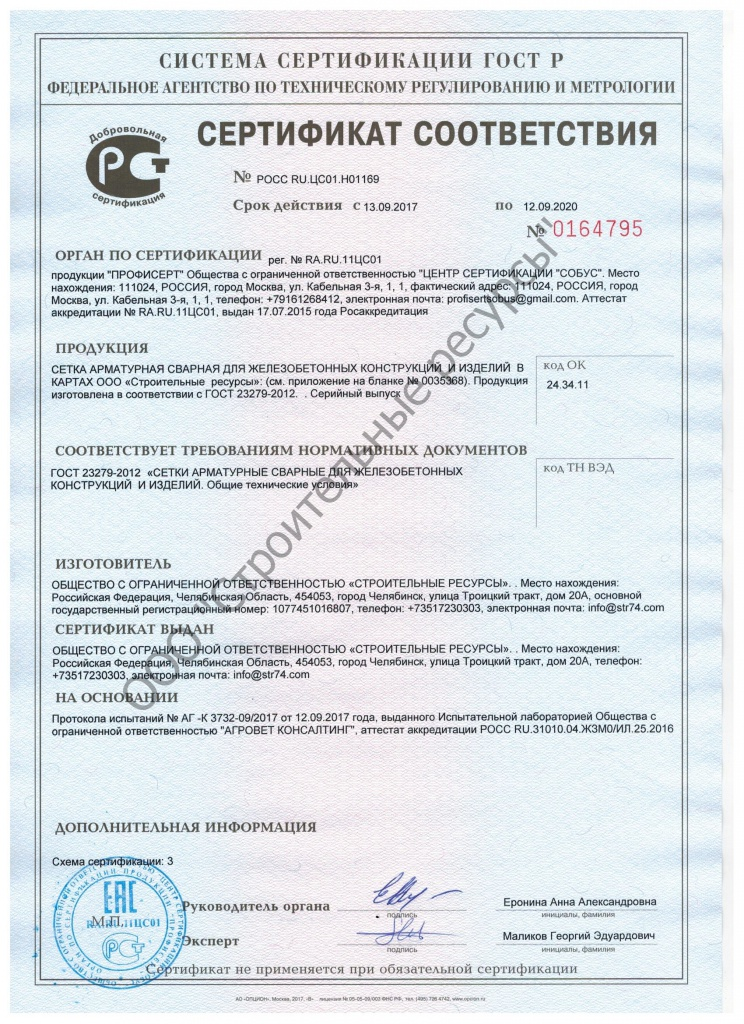 СИСТЕМА СЕРТИФИКАЦИИ ГОСТ Р
ФЕДЕРАЛЬНОЕ АГЕНТСТВО ПО ТЕХНИЧЕСКОМУ РЕГУЛИРОВАНИЮ И МЕТРОЛОГИИ
Добровольная
РСТ
сертификация
СЕРТИФИКАТ СООТВЕТСТВИЯ
№ РОСС RU.ЦС01.Н01169
Срок действия с 13.09.2017 по 12.09.2020
№ 0164795
ОРГАН ПО СЕРТИФИКАЦИИ рег. № RA.RU.11ЦС01
продукции "ПРОФИСЕРТ" Общества с ограниченной ответственностью "ЦЕНТР СЕРТИФИКАЦИИ "СОБУС". Место
нахождения: 111024, РОССИЯ, город Москва, ул. Кабельная 3-я, 1, 1, фактический адрес: 111024, РОССИЯ, город
Москва, ул. Кабельная 3-я, 1, 1, телефон: +79161268412, электронная почта: profisertsobus@gmail.com. Аттестат
аккредитации № RA.RU.11ЦС01, выдан 17.07.2015 года Росаккредитация
ПРОДУКЦИЯ
СЕТКА АРМАТУРНАЯ СВАРНАЯ ДЛЯ ЖЕЛЕЗОБЕТОННЫХ КОНСТРУКЦИЙ И ИЗДЕЛИЙ В
КАРТАХ ООО «Строительные ресурсы»: (см. приложение на бланке № 0035368). Продукция
изготовлена в соответствии с ГОСТ 23279-2012. . Серийный выпуск
код ОК
24.34.11
СООТВЕТСТВУЕТ ТРЕБОВАНИЯМ НОРМАТИВНЫХ ДОКУМЕНТОВ
ГОСТ 23279-2012 «СЕТКИ АРМАТУРНЫЕ СВАРНЫЕ ДЛЯ ЖЕЛЕЗОБЕТОННЫХ
КОНСТРУКЦИЙ И ИЗДЕЛИЙ. Общие технические условия»
код ТН ВЭД
ИЗГОТОВИТЕЛЬ
ОБЩЕСТВО С ОГРАНИЧЕННОЙ ОТВЕТСТВЕННОСТЬЮ «СТРОИТЕЛЬНЫЕ РЕСУРСЫ». . Место нахождения:
Российская Федерация, Челябинская Область, 454053, город Челябинск, улица Троицкий тракт, дом 20А, основной
государственный регистрационный номер: 1077451016807, телефон: +73517230303, электронная почта: info@str74.com
СЕРТИФИКАТ ВЫДАН
ОБЩЕСТВО С ОГРАНИЧЕННОЙ ОТВЕТСТВЕННОСТЬЮ «СТРОИТЕЛЬНЫЕ РЕСУРСЫ». . Место нахождения:
Российская Федерация, Челябинская Область, 454053, город Челябинск, улица Троицкий тракт, дом 20А, телефон:
+73517230303, электронная почта: info@str74.com
НА ОСНОВАНИИ
Протокола испытаний № АГ -К 3732-09/2017 от 12.09.2017 года, выданного Испытательной лабораторией Общества с
ограниченной ответственностью "АГРОВЕТ КОНСАЛТИНГ", аттестат аккредитации РОСС RU.31010.04.ЖЗМ0/ИЛ.25.2016
ДОПОЛНИТЕЛЬНАЯ ИНФОРМАЦИЯ
Схема сертификации: 3
ООО "Строительные ресурсы"
ЕАС
М.П.
RA.RU.11ЦС01
РСТ
Руководитель органа
подпись
Еронина Анна Александровна
инициалы, фамилия
Эксперт
подпись
Маликов Георгий Эдуардович
инициалы, фамилия
Сертификат не применяется при обязательной сертификации
АО «ОПЦИОН», Москва, 2017, «В»